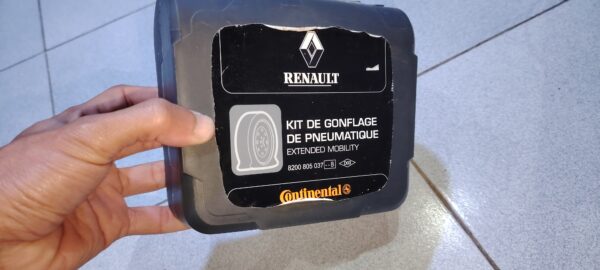 RENAULT
KIT DE GONFLAGE
DE PNEUMATIQUE
EXTENDED MOBILITY
8200 805 037 --B
Continental